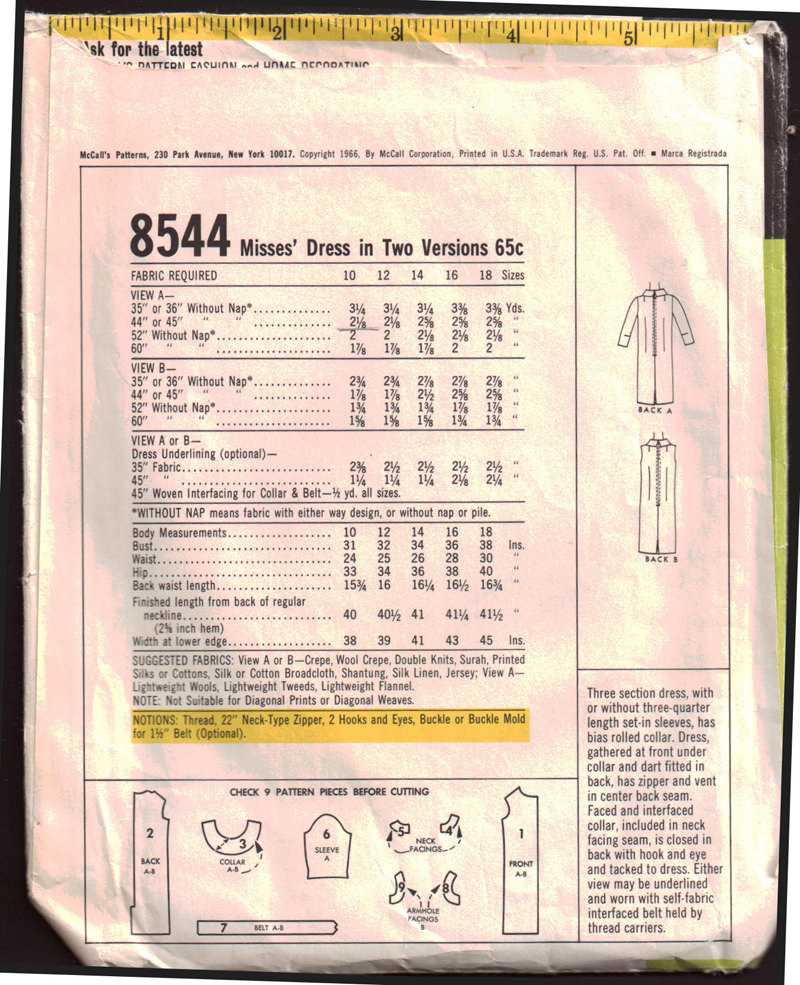 1 2 3 4 5
Ask for the latest
'S PATTERN FASHION and HOME DECORATING
McCall's Patterns, 230 Park Avenue, New York 10017. Copyright 1966, By McCall Corporation, Printed in U.S.A. Trademark Reg. U.S. Pat. Off. ■ Marca Registrada
8544 Misses' Dress in Two Versions 65c
FABRIC REQUIRED 10 12 14 16 18 Sizes
VIEW A—
35" or 36" Without Nap*.............. 3¼ 3¼ 3¼ 3⅜ 3⅜ Yds.
44" or 45" " " .............. 2⅛ 2⅛ 2⅝ 2⅝ 2⅝ "
52" Without Nap*..................... 2 2 2⅛ 2⅛ 2⅛ "
60" " " ..................... 1⅞ 1⅞ 1⅞ 2 2 "
VIEW B—
35" or 36" Without Nap*.............. 2¾ 2¾ 2⅞ 2⅞ 2⅞ "
44" or 45" " " .............. 1⅞ 1⅞ 2½ 2⅝ 2⅝ "
52" Without Nap*..................... 1¾ 1¾ 1¾ 1⅞ 1⅞ "
60" " " ..................... 1⅝ 1⅝ 1⅝ 1¾ 1¾ "
VIEW A or B—
Dress Underlining (optional)—
35" Fabric........................... 2⅜ 2½ 2½ 2½ 2½ "
45" " ........................... 1¼ 1¼ 1¼ 2⅛ 2¼ "
45" Woven Interfacing for Collar & Belt—½ yd. all sizes.
*WITHOUT NAP means fabric with either way design, or without nap or pile.
Body Measurements................... 10 12 14 16 18
Bust................................ 31 32 34 36 38 Ins.
Waist............................... 24 25 26 28 30 "
Hip................................. 33 34 36 38 40 "
Back waist length................... 15¾ 16 16¼ 16½ 16¾ "
Finished length from back of regular
neckline........................... 40 40½ 41 41¼ 41½ "
(2⅝ inch hem)
Width at lower edge................. 38 39 41 43 45 Ins.
SUGGESTED FABRICS: View A or B—Crepe, Wool Crepe, Double Knits, Surah, Printed
Silks or Cottons, Silk or Cotton Broadcloth, Shantung, Silk Linen, Jersey; View A—
Lightweight Wools, Lightweight Tweeds, Lightweight Flannel.
NOTE: Not Suitable for Diagonal Prints or Diagonal Weaves.
NOTIONS: Thread, 22" Neck-Type Zipper, 2 Hooks and Eyes, Buckle or Buckle Mold
for 1½" Belt (Optional).
BACK A
BACK B
Three section dress, with
or without three-quarter
length set-in sleeves, has
bias rolled collar. Dress,
gathered at front under
collar and dart fitted in
back, has zipper and vent
in center back seam.
Faced and interfaced
collar, included in neck
facing seam, is closed in
back with hook and eye
and tacked to dress. Either
view may be underlined
and worn with self-fabric
interfaced belt held by
thread carriers.
CHECK 9 PATTERN PIECES BEFORE CUTTING
2
BACK
A-B
3
COLLAR
A-B
6
SLEEVE
A
5 4
NECK
FACINGS
1
FRONT
A-B
9 8
ARMHOLE
FACINGS
B
7 BELT A-B